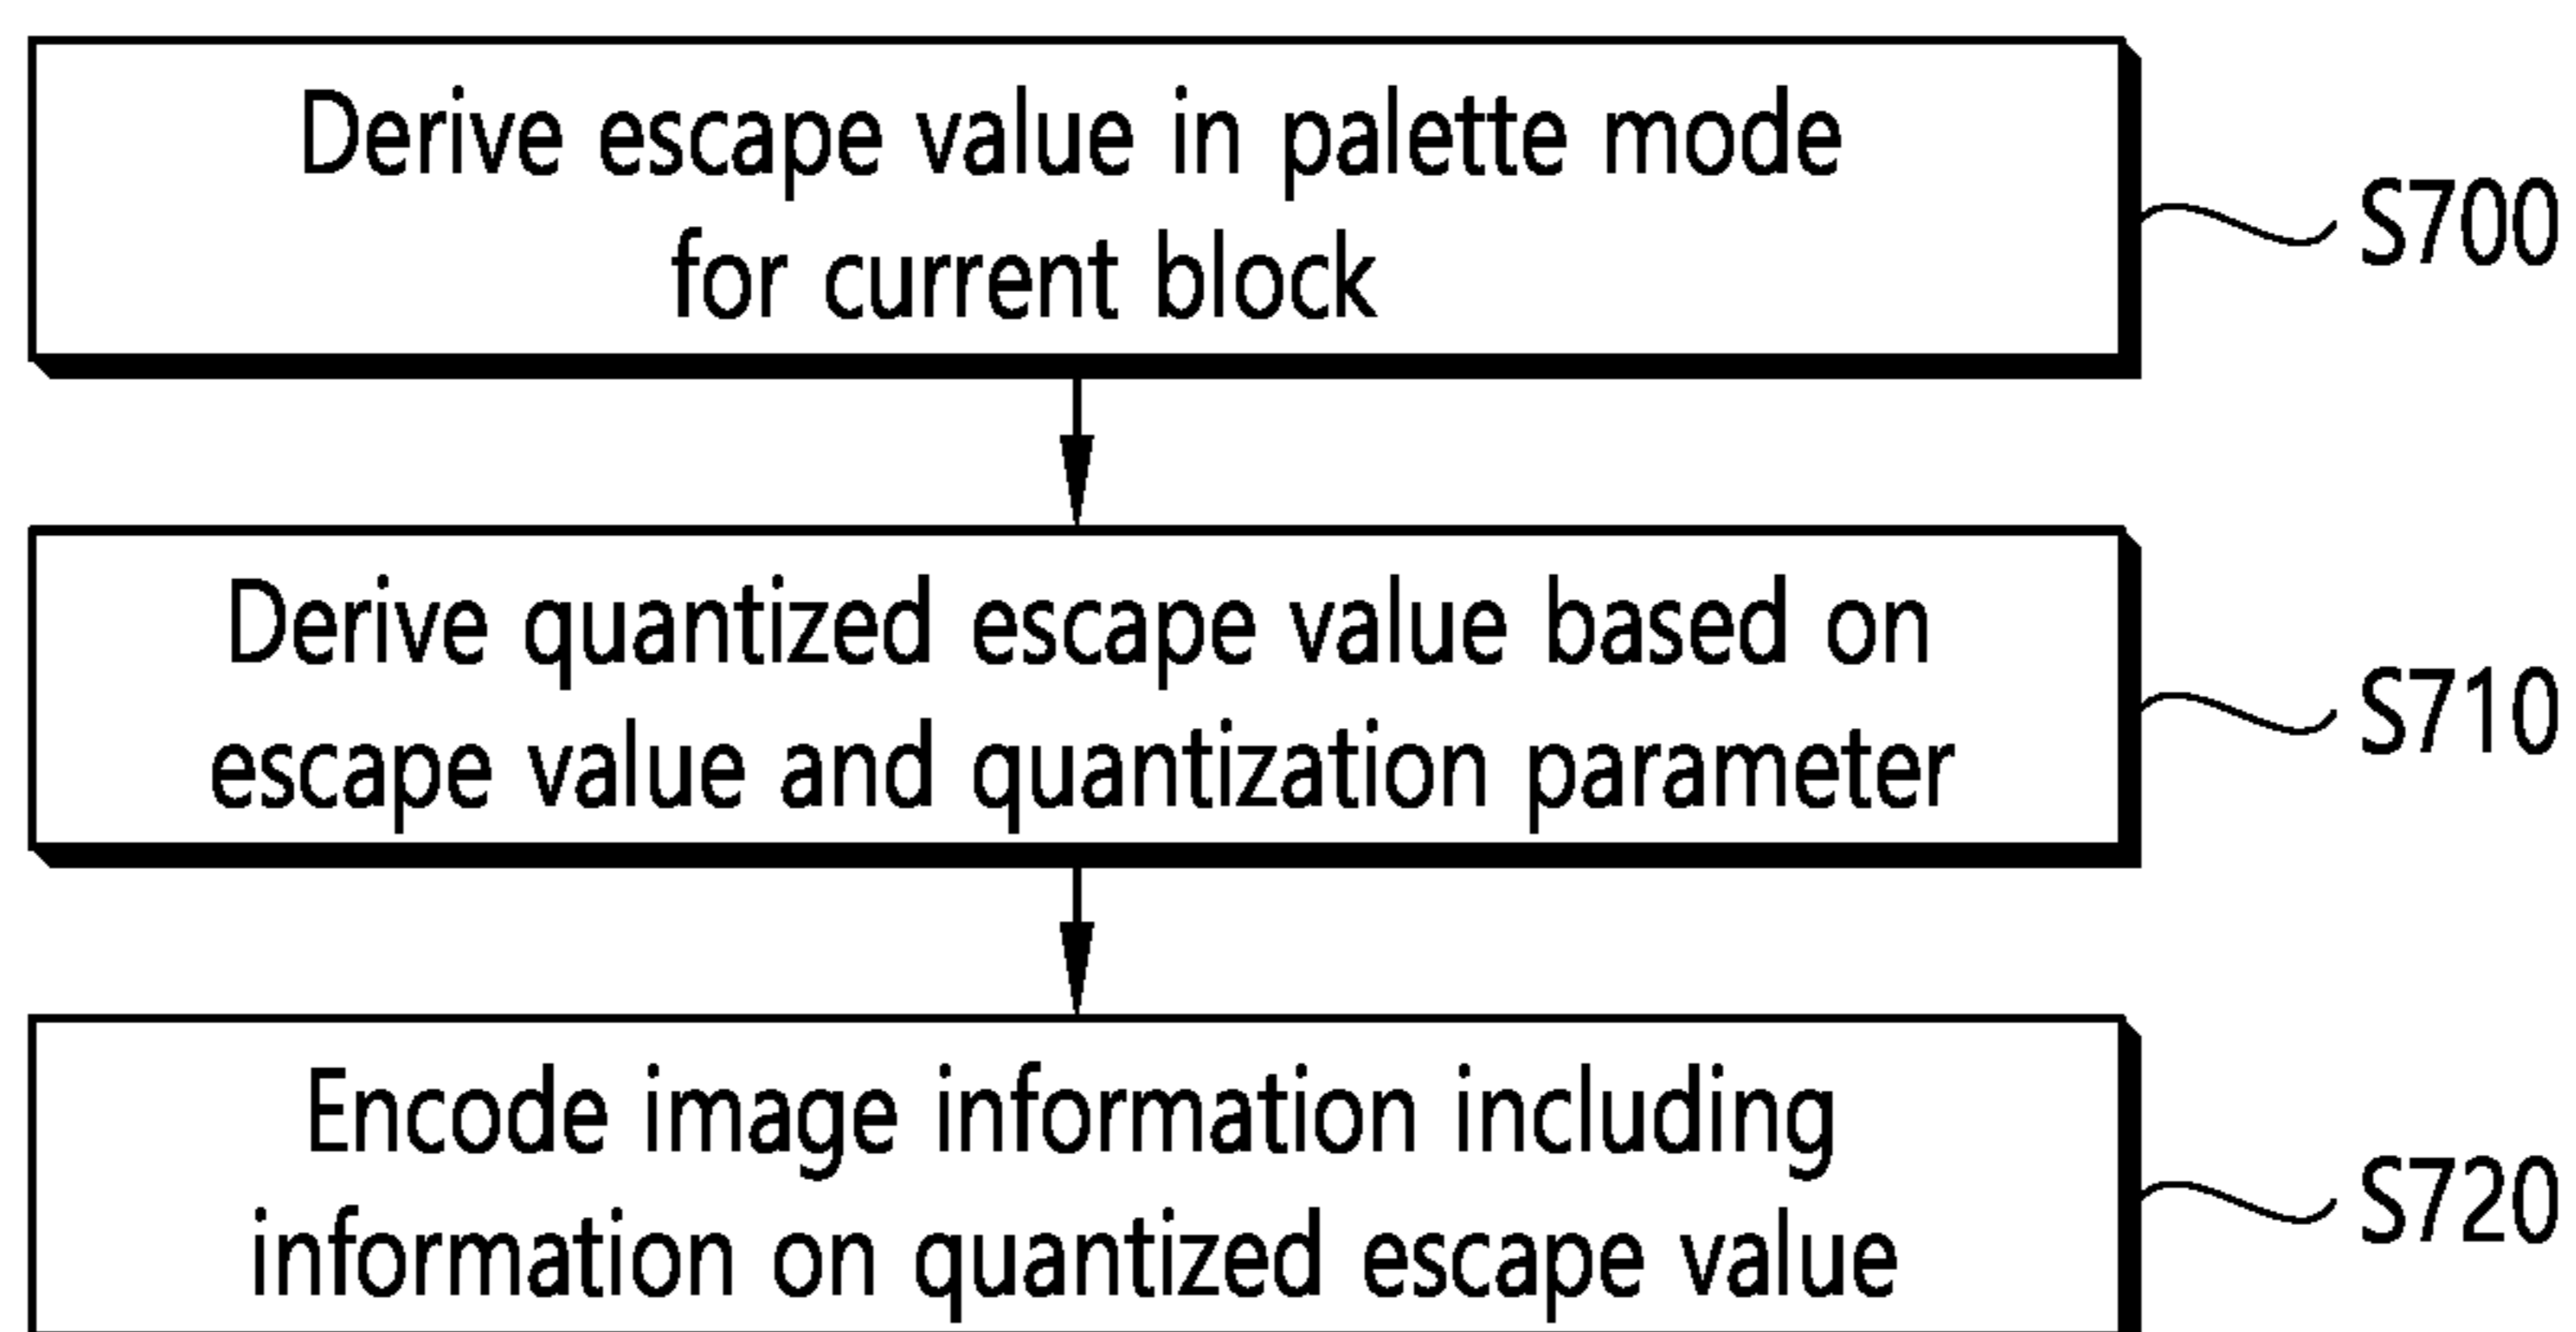 Derive escape value in palette mode
for current block
S700
Derive quantized escape value based on
escape value and quantization parameter
S710
Encode image information including
information on quantized escape value
S720